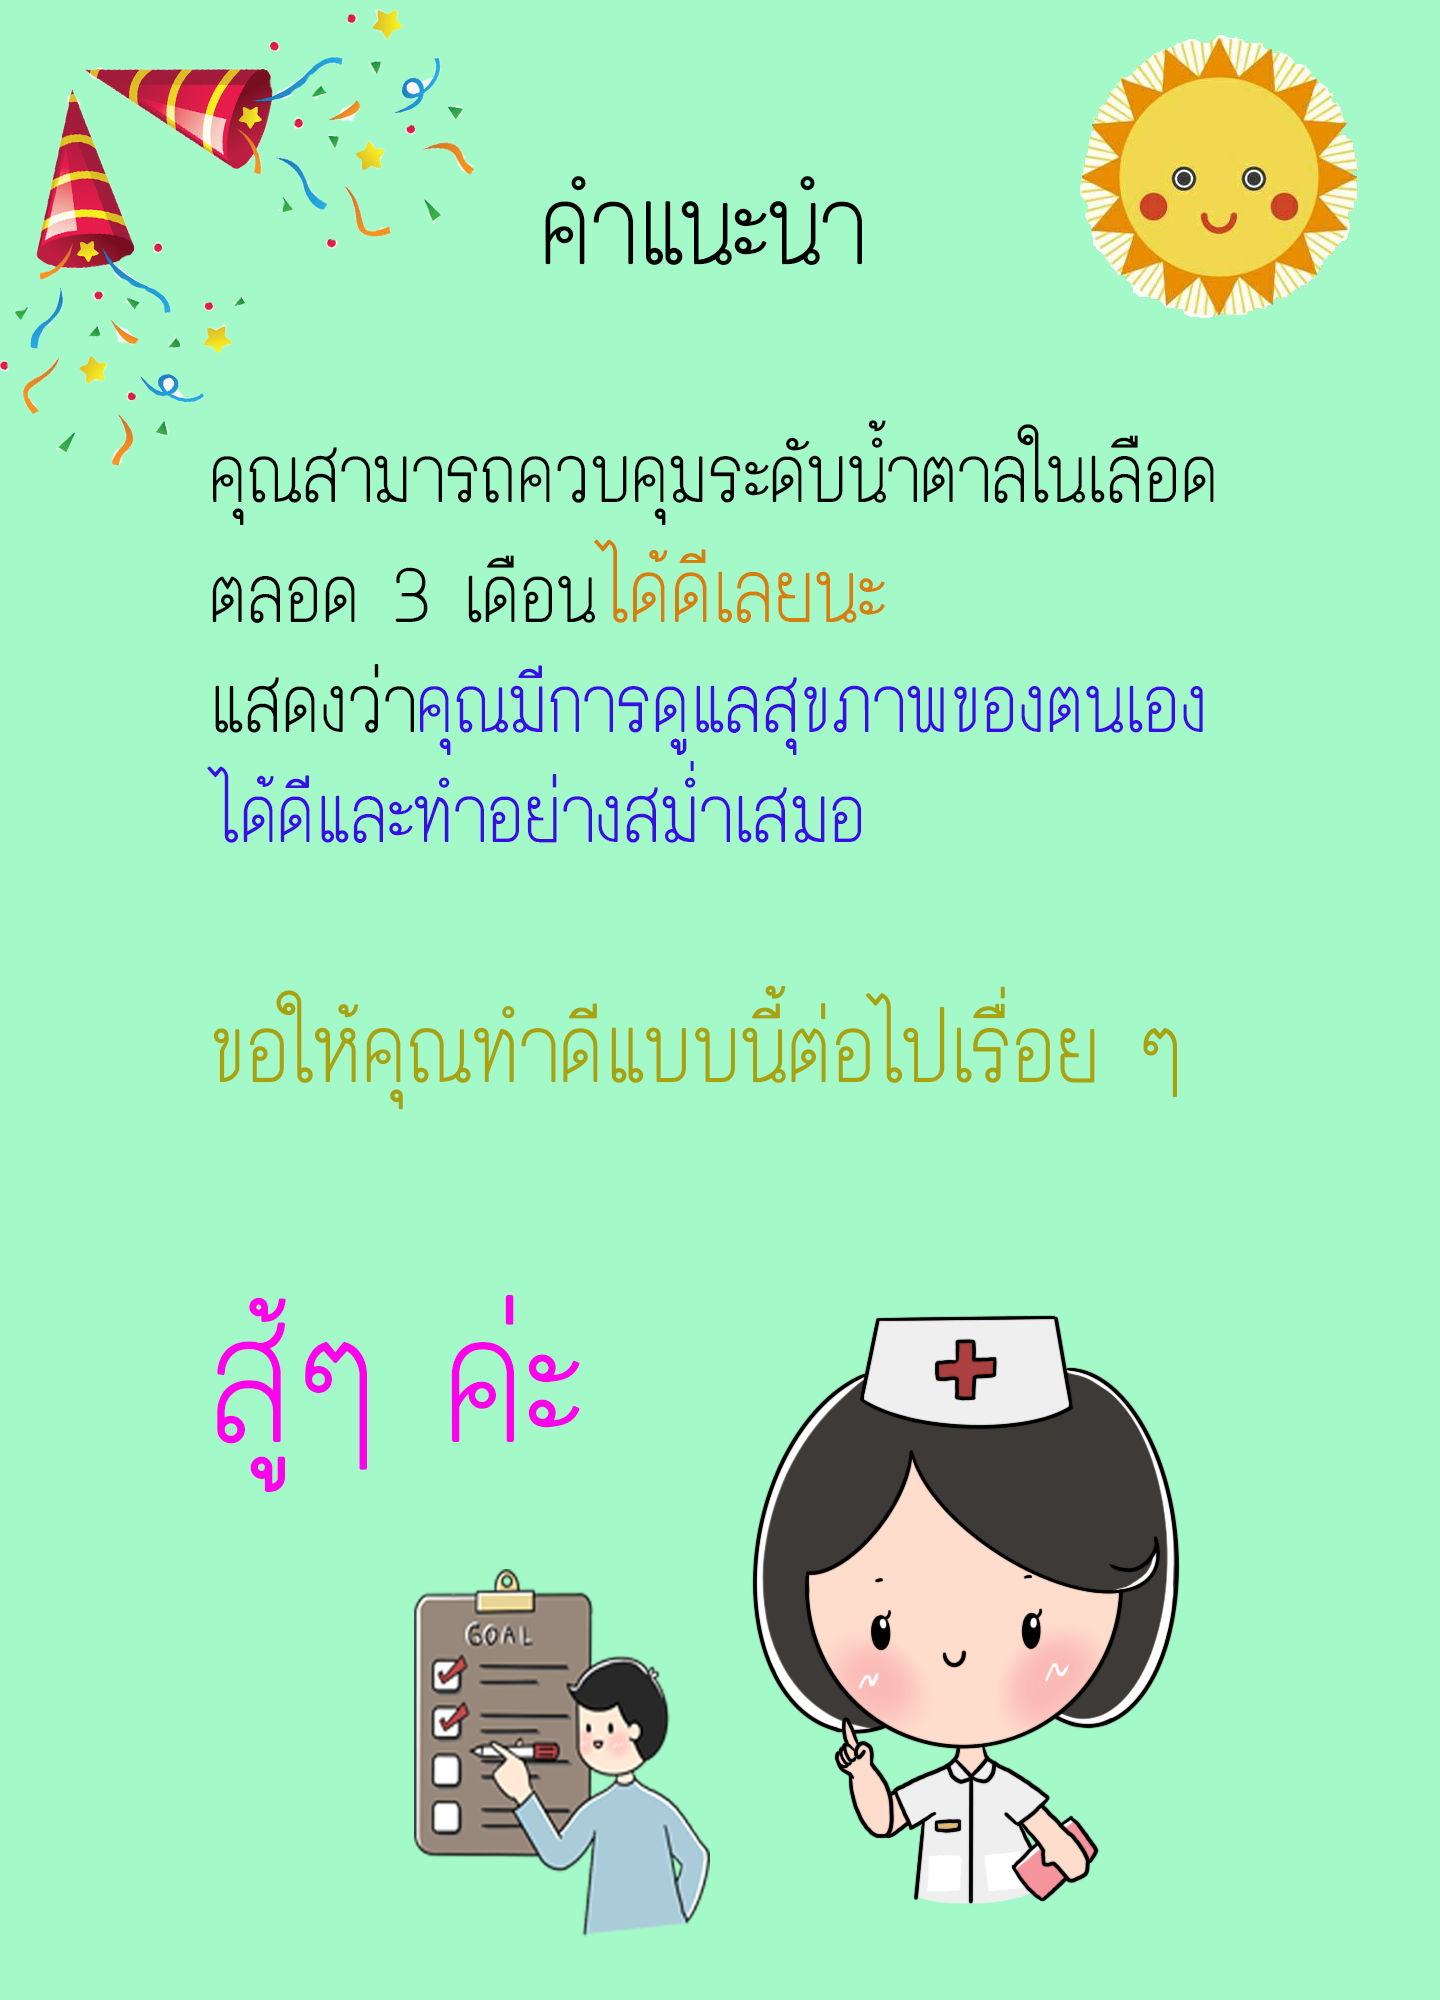 คำแนะนำ
คุณสามารถควบคุมระดับน้ำตาลในเลือด
ตลอด 3 เดือนได้ดีเลยนะ
แสดงว่าคุณมีการดูแลสุขภาพของตนเอง
ได้ดีและทำอย่างสม่ำเสมอ
ขอให้คุณทำดีแบบนี้ต่อไปเรื่อย ๆ
สู้ๆ ค่ะ
GOAL